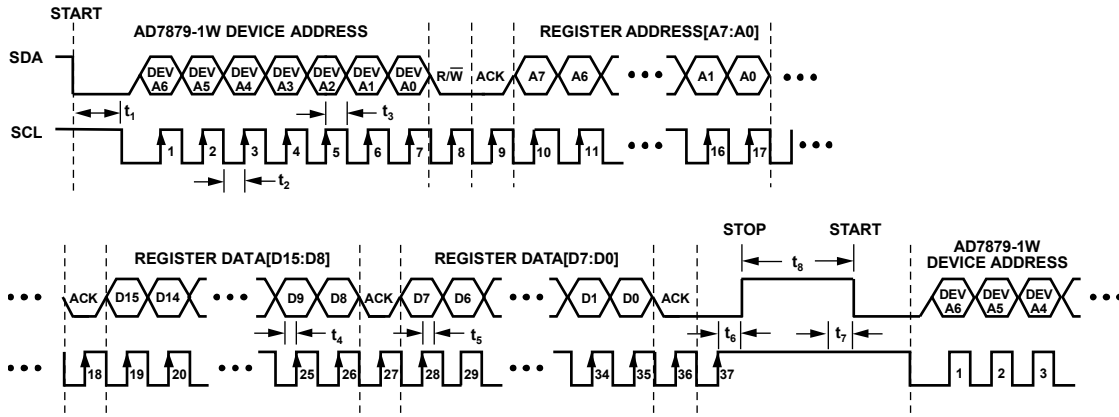 START
AD7879-1W DEVICE ADDRESS
REGISTER ADDRESS[A7:A0]
SDA
DEV A6 DEV A5 DEV A4 DEV A3 DEV A2 DEV A1 DEV A0 R/W ACK A7 A6 ••• A1 A0 •••
t1 t3
SCL
1 2 3 4 5 6 7 8 9 10 11 ••• 16 17 •••
t2
STOP START
REGISTER DATA[D15:D8]
REGISTER DATA[D7:D0]
t8
AD7879-1W
DEVICE ADDRESS
••• ACK D15 D14 ••• D9 D8 ACK D7 D6 ••• D1 D0 ACK DEV A6 DEV A5 DEV A4 •••
t4 t5 t6 t7
••• 18 19 20 ••• 25 26 27 28 29 ••• 34 35 36 37 1 2 3